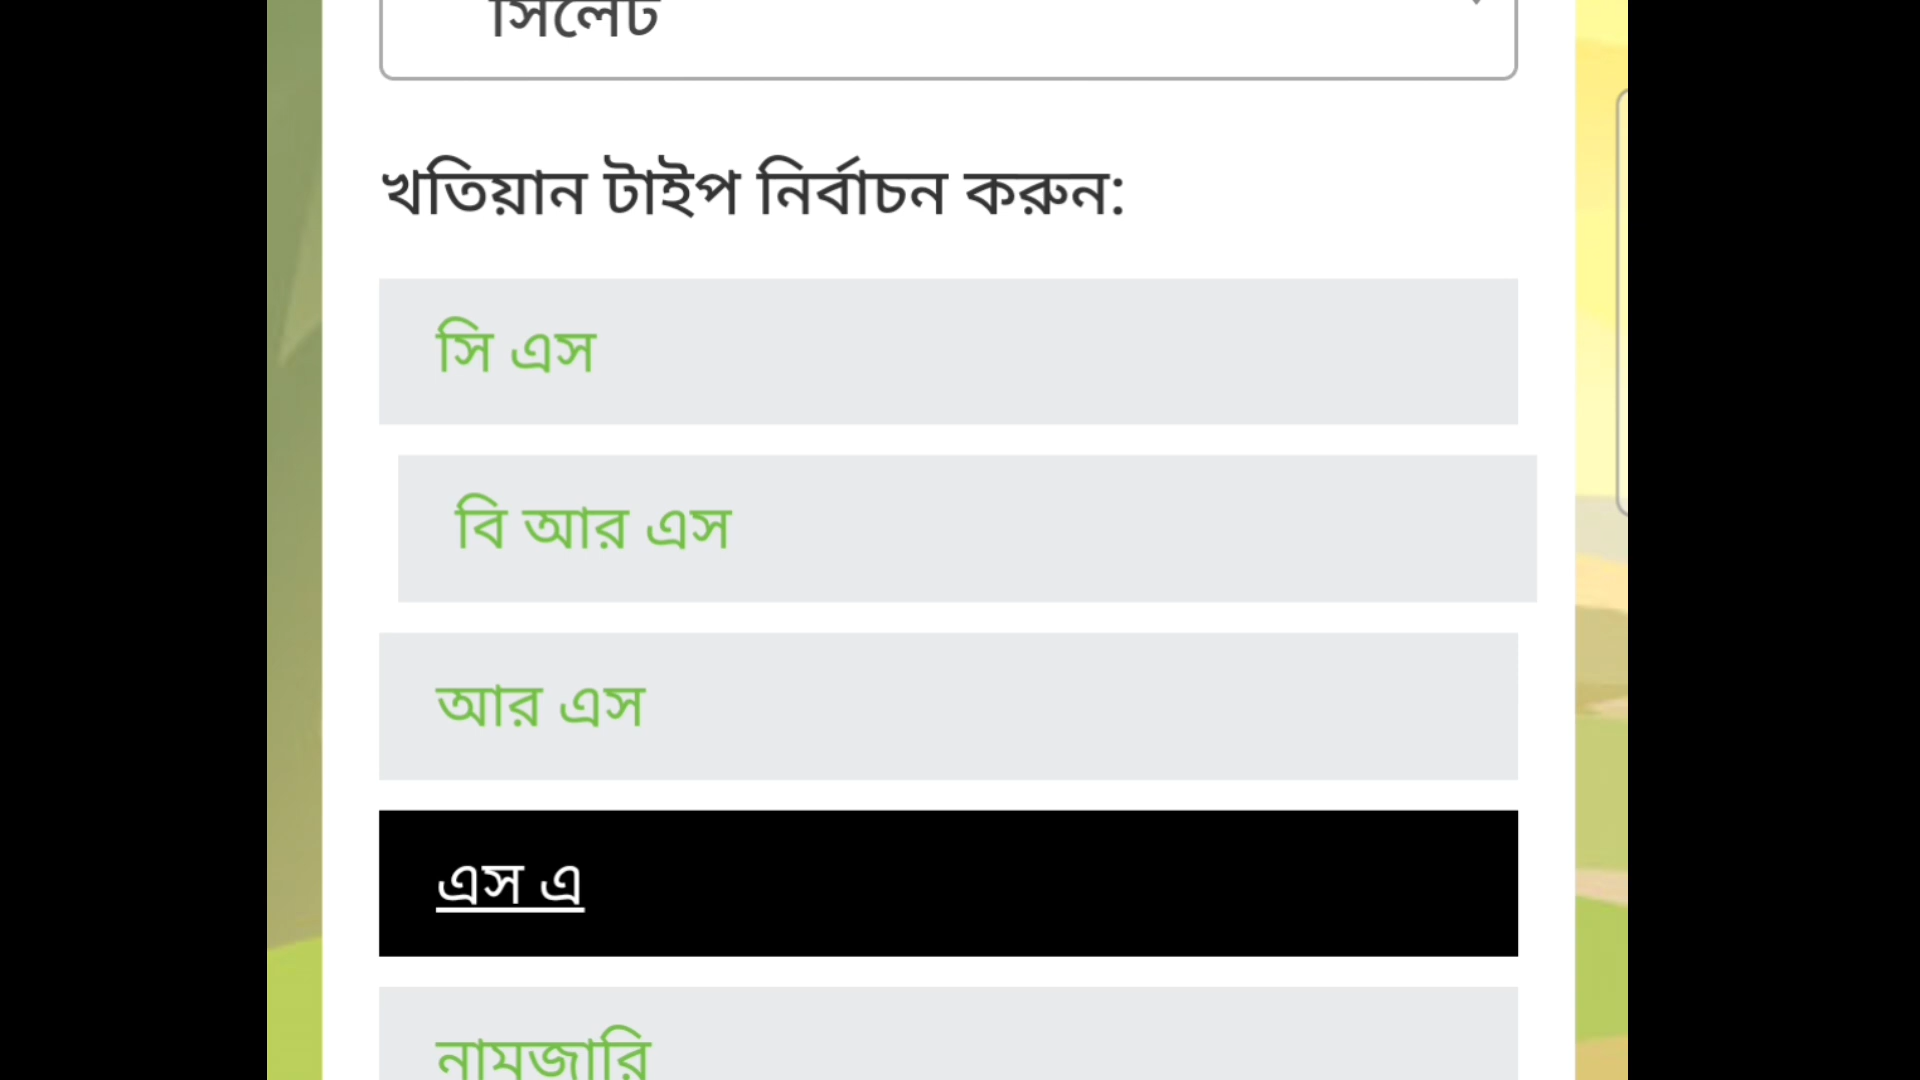 সিলেট
খতিয়ান টাইপ নির্বাচন করুন:
সি এস
বি আর এস
আর এস
এস এ
নামজারি